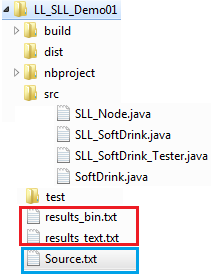 LL_SLL_Demo01
build
dist
nbproject
src
SLL_Node.java
SLL_SoftDrink.java
SLL_SoftDrink_Tester.java
SoftDrink.java
test
results_bin.txt
results_text.txt
Source.txt